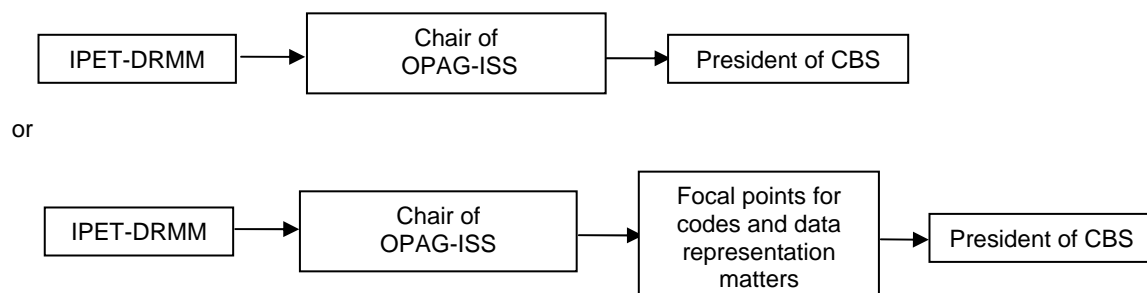 IPET-DRMM
Chair of
OPAG-ISS
President of CBS
or
IPET-DRMM
Chair of
OPAG-ISS
Focal points for
codes and data
representation
matters
President of CBS